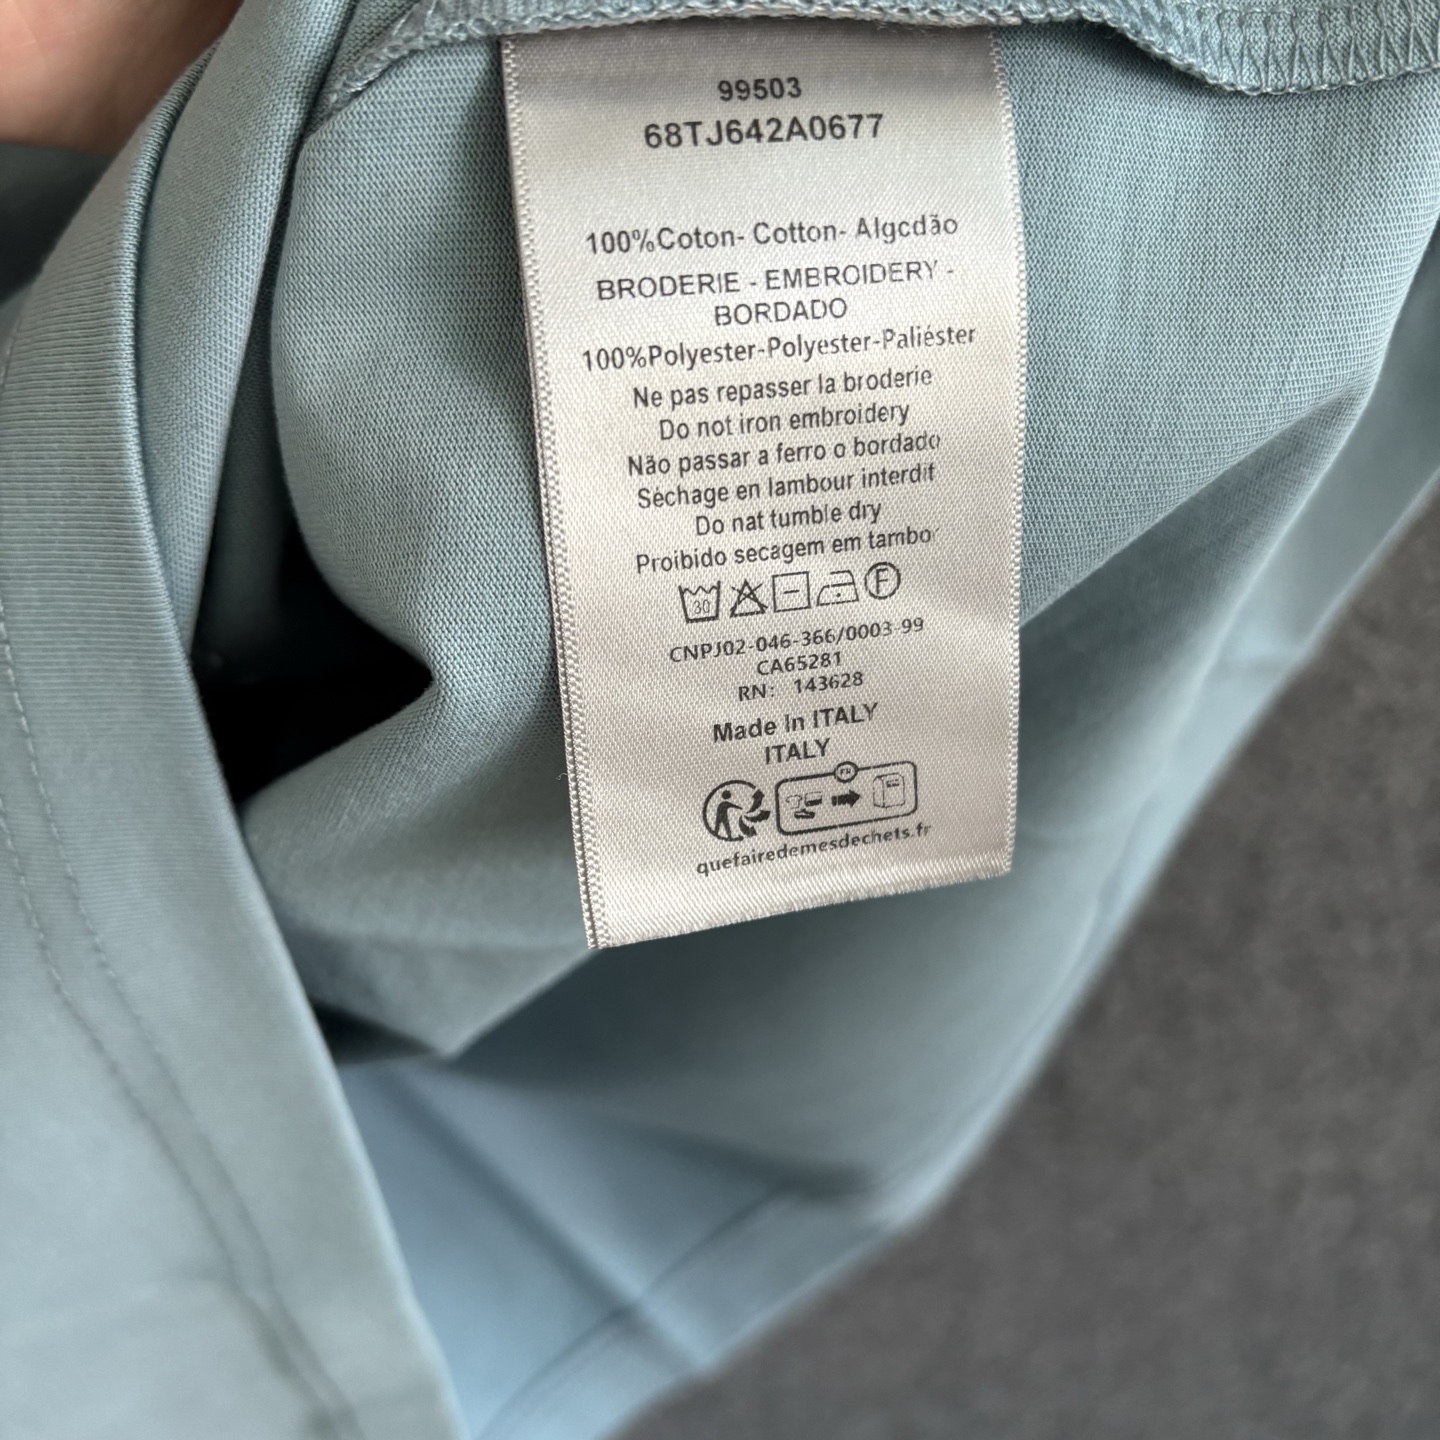 99503
68TJ642A0677
100%Coton- Cotton- Algcdão
BRODERIE - EMBROIDERY -
BORDADO
100%Polyester-Polyester-Paliéster
Ne pas repasser la broderie
Do not iron embroidery
Não passar a ferro o bordado
Séchage en lambour interdit
Do nat tumble dry
Proibido secagem em tambo
30 F
CNPJ02-046-366/0003-99
CA65281
RN: 143628
Made In ITALY
ITALY
FR
quefairedemesdechets.fr